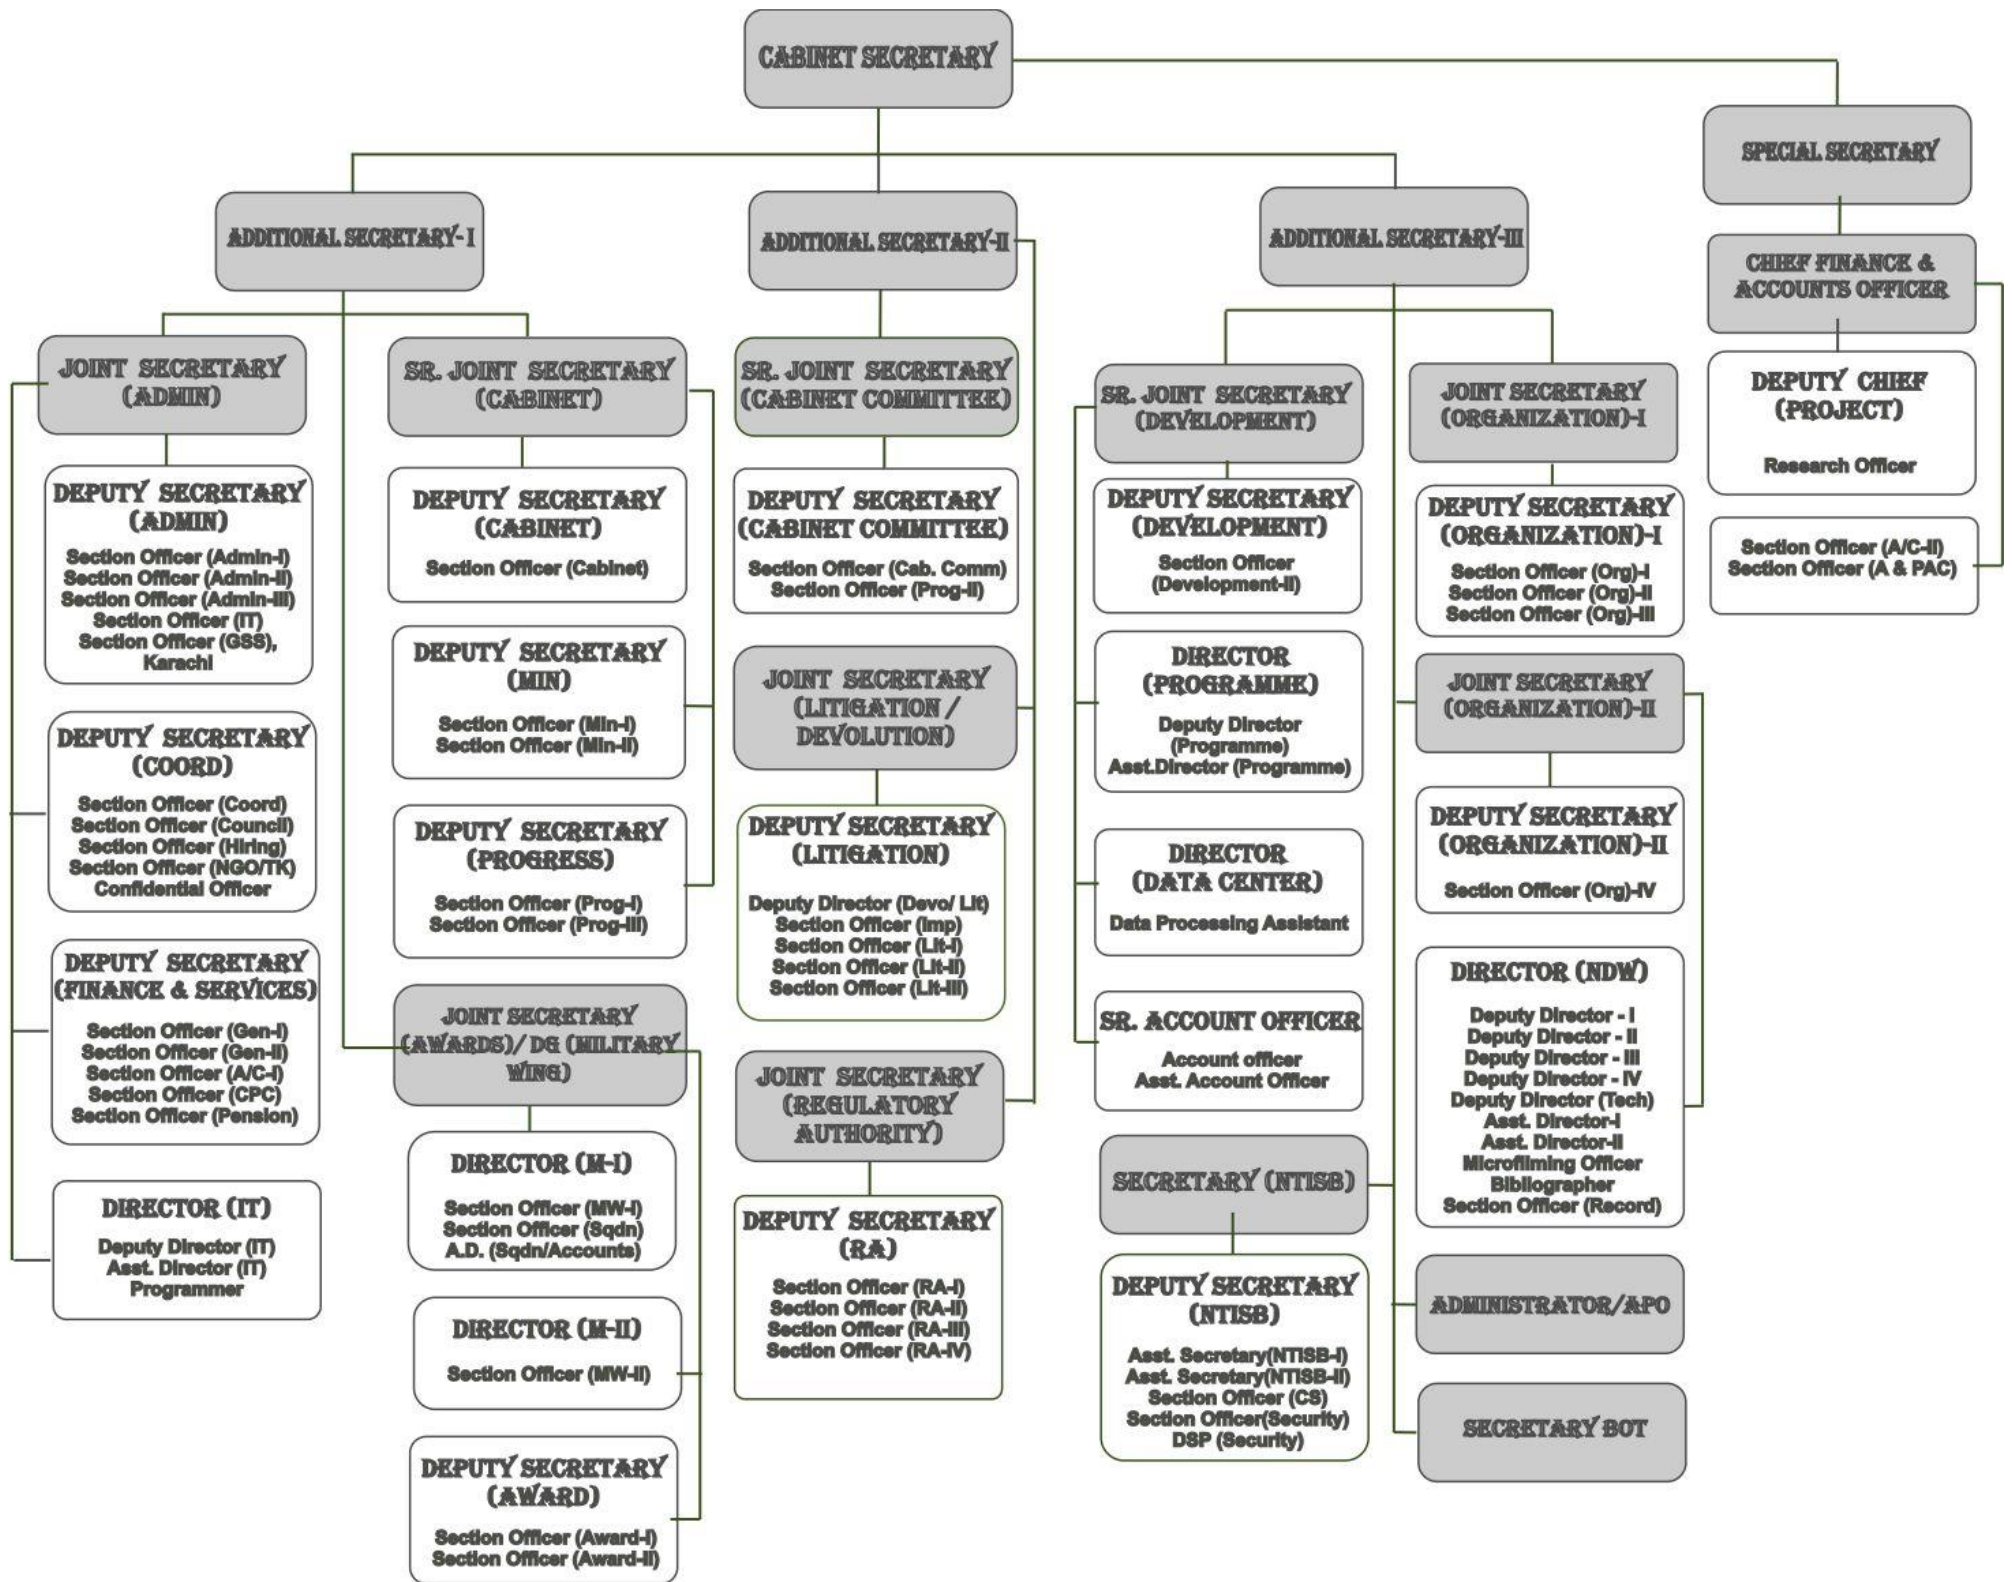 CABINET SECRETARY
SPECIAL SECRETARY
ADDITIONAL SECRETARY- I
ADDITIONAL SECRETARY-II
ADDITIONAL SECRETARY-III
CHIEF FINANCE &
ACCOUNTS OFFICER
DEPUTY CHIEF
(PROJECT)
Research Officer
Section Officer (A/C-II)
Section Officer (A & PAC)
JOINT SECRETARY
(ADMIN)
DEPUTY SECRETARY
(ADMIN)
Section Officer (Admin-I)
Section Officer (Admin-II)
Section Officer (Admin-III)
Section Officer (IT)
Section Officer (GSS),
Karachi
DEPUTY SECRETARY
(COORD)
Section Officer (Coord)
Section Officer (Council)
Section Officer (Hiring)
Section Officer (NGO/TK)
Confidential Officer
DEPUTY SECRETARY
(FINANCE & SERVICES)
Section Officer (Gen-I)
Section Officer (Gen-II)
Section Officer (A/C-I)
Section Officer (CPC)
Section Officer (Pension)
DIRECTOR (IT)
Deputy Director (IT)
Asst. Director (IT)
Programmer
SR. JOINT SECRETARY
(CABINET)
DEPUTY SECRETARY
(CABINET)
Section Officer (Cabinet)
DEPUTY SECRETARY
(MIN)
Section Officer (Min-I)
Section Officer (Min-II)
DEPUTY SECRETARY
(PROGRESS)
Section Officer (Prog-I)
Section Officer (Prog-III)
JOINT SECRETARY
(AWARDS)/ DG (MILITARY
WING)
DIRECTOR (M-I)
Section Officer (MW-I)
Section Officer (Sqdn)
A.D. (Sqdn/Accounts)
DIRECTOR (M-II)
Section Officer (MW-II)
DEPUTY SECRETARY
(AWARD)
Section Officer (Award-I)
Section Officer (Award-II)
SR. JOINT SECRETARY
(CABINET COMMITTEE)
DEPUTY SECRETARY
(CABINET COMMITTEE)
Section Officer (Cab. Comm)
Section Officer (Prog-II)
JOINT SECRETARY
(LITIGATION /
DEVOLUTION)
DEPUTY SECRETARY
(LITIGATION)
Deputy Director (Devo/ Lit)
Section Officer (Imp)
Section Officer (Lit-I)
Section Officer (Lit-II)
Section Officer (Lit-III)
JOINT SECRETARY
(REGULATORY
AUTHORITY)
DEPUTY SECRETARY
(RA)
Section Officer (RA-I)
Section Officer (RA-II)
Section Officer (RA-III)
Section Officer (RA-IV)
SR. JOINT SECRETARY
(DEVELOPMENT)
DEPUTY SECRETARY
(DEVELOPMENT)
Section Officer
(Development-II)
DIRECTOR
(PROGRAMME)
Deputy Director
(Programme)
Asst.Director (Programme)
DIRECTOR
(DATA CENTER)
Data Processing Assistant
SR. ACCOUNT OFFICER
Account officer
Asst. Account Officer
SECRETARY (NTISB)
DEPUTY SECRETARY
(NTISB)
Asst. Secretary(NTISB-I)
Asst. Secretary(NTISB-II)
Section Officer (CS)
Section Officer(Security)
DSP (Security)
JOINT SECRETARY
(ORGANIZATION)-I
DEPUTY SECRETARY
(ORGANIZATION)-I
Section Officer (Org)-I
Section Officer (Org)-II
Section Officer (Org)-III
JOINT SECRETARY
(ORGANIZATION)-II
DEPUTY SECRETARY
(ORGANIZATION)-II
Section Officer (Org)-IV
DIRECTOR (NDW)
Deputy Director - I
Deputy Director - II
Deputy Director - III
Deputy Director - IV
Deputy Director (Tech)
Asst. Director-I
Asst. Director-II
Microfilming Officer
Bibliographer
Section Officer (Record)
ADMINISTRATOR/APO
SECRETARY BOT